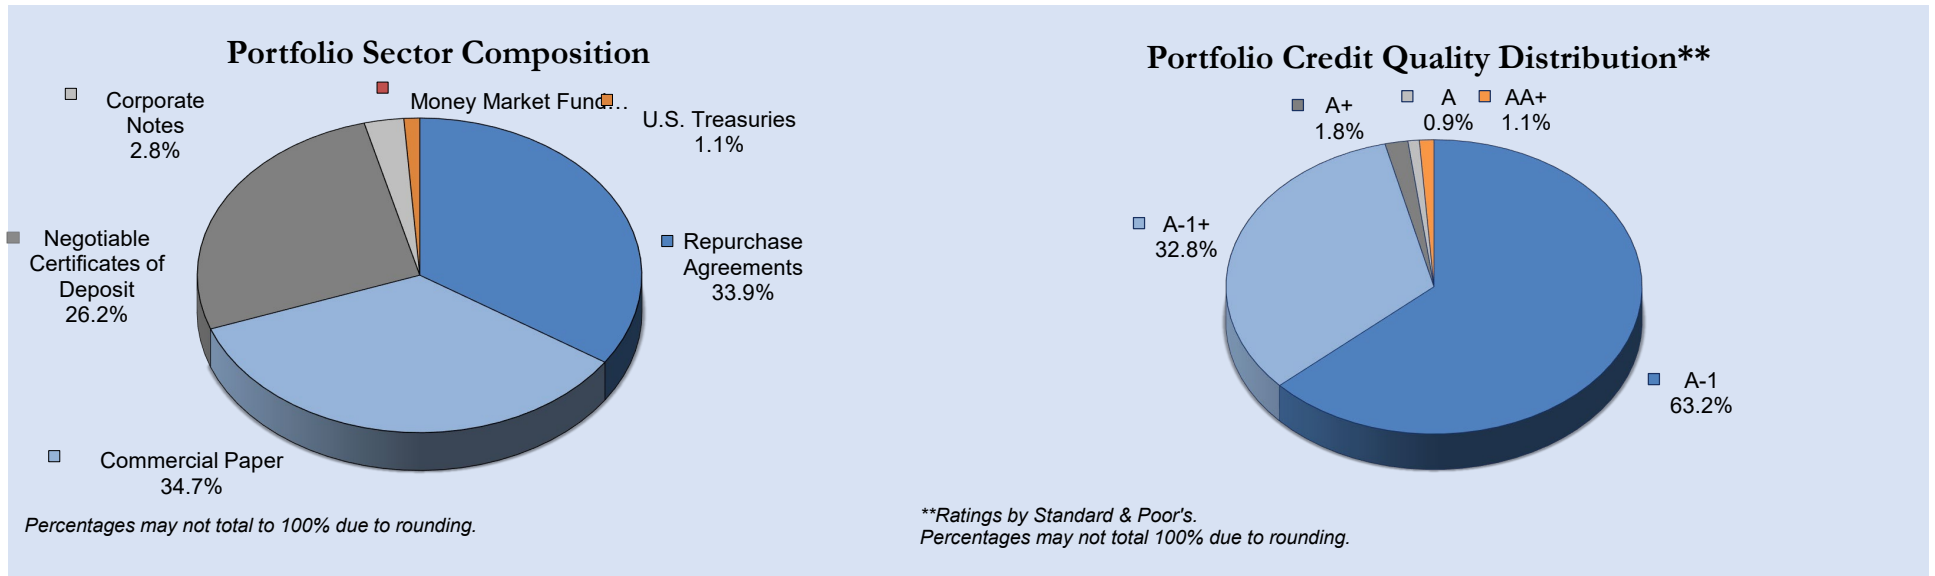 Portfolio Sector Composition
Corporate
Notes
2.8%
Money Market Fund...
U.S. Treasuries
1.1%
Negotiable
Certificates of
Deposit
26.2%
Repurchase
Agreements
33.9%
Commercial Paper
34.7%
Percentages may not total to 100% due to rounding.
Portfolio Credit Quality Distribution**
A+
1.8%
A
0.9%
AA+
1.1%
A-1+
32.8%
A-1
63.2%
**Ratings by Standard & Poor's.
Percentages may not total 100% due to rounding.